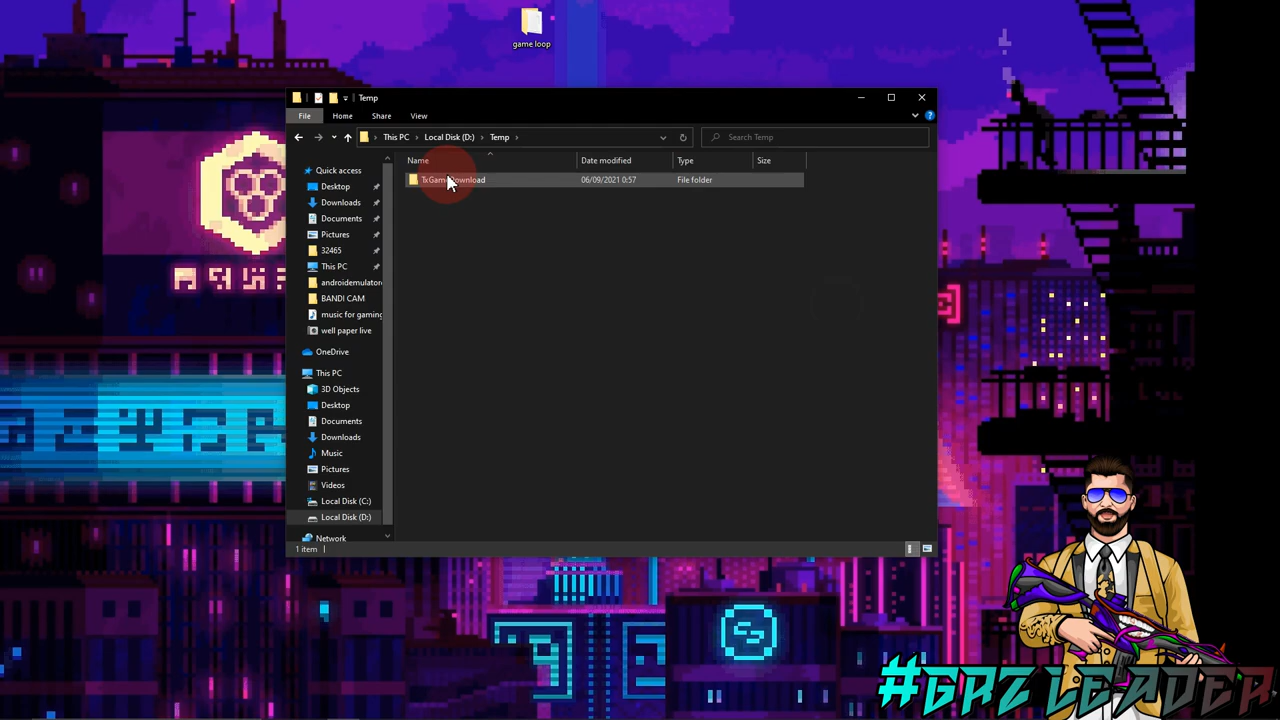 game loop
Temp
File Home Share View
This PC Local Disk (D:) Temp
Search Temp
Name Date modified Type Size
TxGameDownload 06/09/2021 0:57 File folder
Quick access
Desktop
Downloads
Documents
Pictures
32465
This PC
androidemulator
BANDI CAM
music for gaming
well paper live
OneDrive
This PC
3D Objects
Desktop
Documents
Downloads
Music
Pictures
Videos
Local Disk (C:)
Local Disk (D:)
Network
1 item
#GRZ LEADER